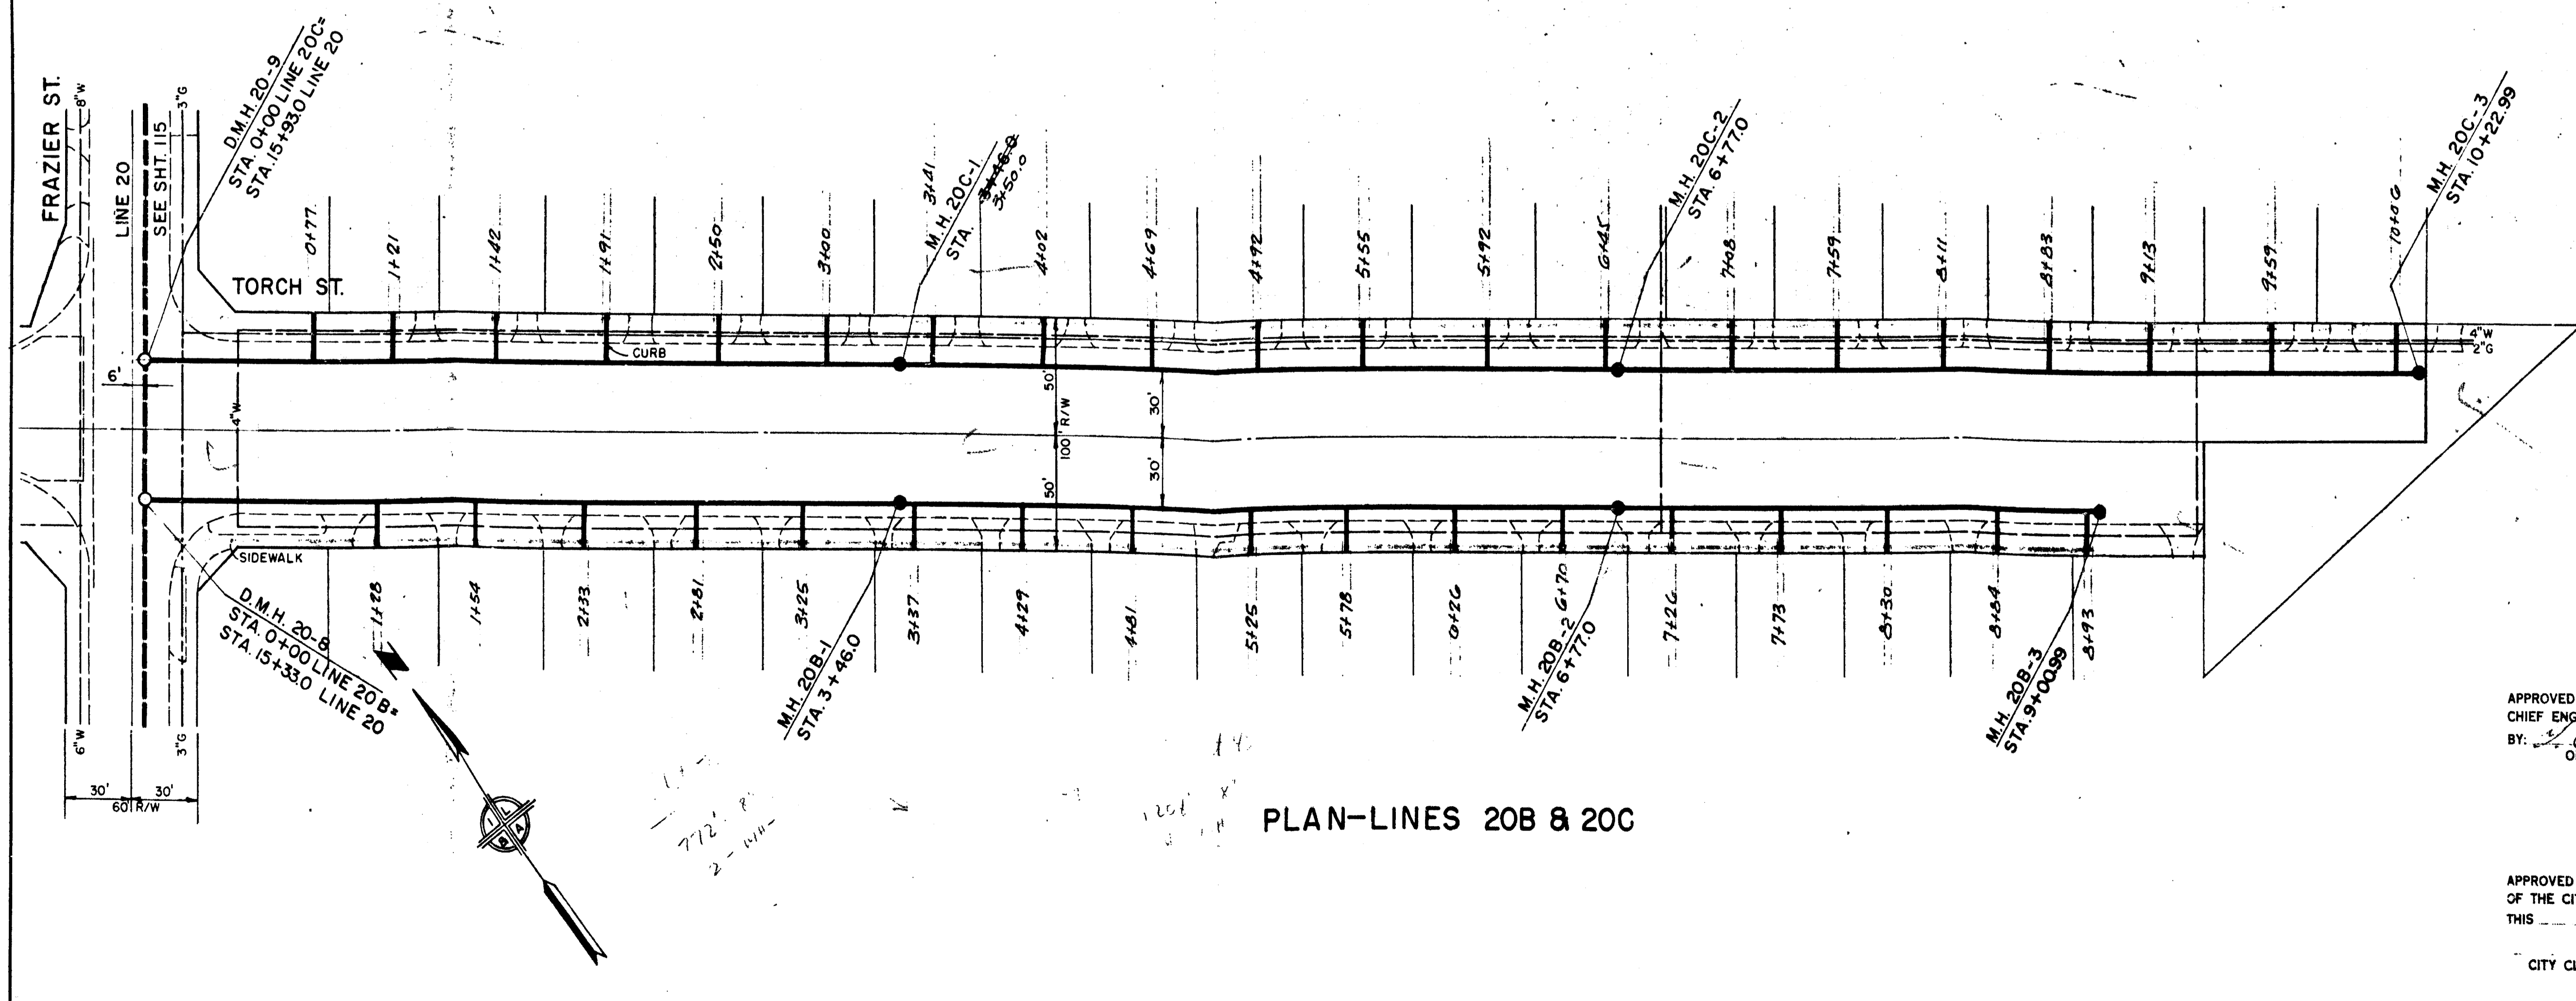 FRAZIER ST.
8"W
LINE 20
SEE SHT. 115
3"G
D.M.H. 20-9
STA. 0+00 LINE 20C=
STA. 15+93.0 LINE 20
TORCH ST.
0+77
1+21
1+42
1+91
2+50
3+00
3+41
M.H. 20C-1
STA. 3+46.0
3+50.0
4+02
4+69
4+92
5+55
5+92
6+45
M.H. 20C-2
STA. 6+77.0
7+08
7+59
8+11
8+83
9+13
9+59
10+06
M.H. 20C-3
STA. 10+22.99
CURB
4"W
2"G
6'
4"W
50'
100' R/W
50'
30'
30'
SIDEWALK
D.M.H. 20-8
STA. 0+00 LINE 20B=
STA. 15+33.0 LINE 20
1+28
1+54
2+33
2+81
3+25
M.H. 20B-1
STA. 3+46.0
3+37
4+29
4+81
5+25
5+78
6+26
6+70
M.H. 20B-2
STA. 6+77.0
7+26
7+73
8+30
8+84
8+93
M.H. 20B-3
STA. 9+00.99
6"W
3"G
30'
30'
60' R/W
772' 8"
PLAN-LINES 20B & 20C
APPROVED
CHIEF ENG
BY:
APPROVED
OF THE CI
THIS
CITY CL